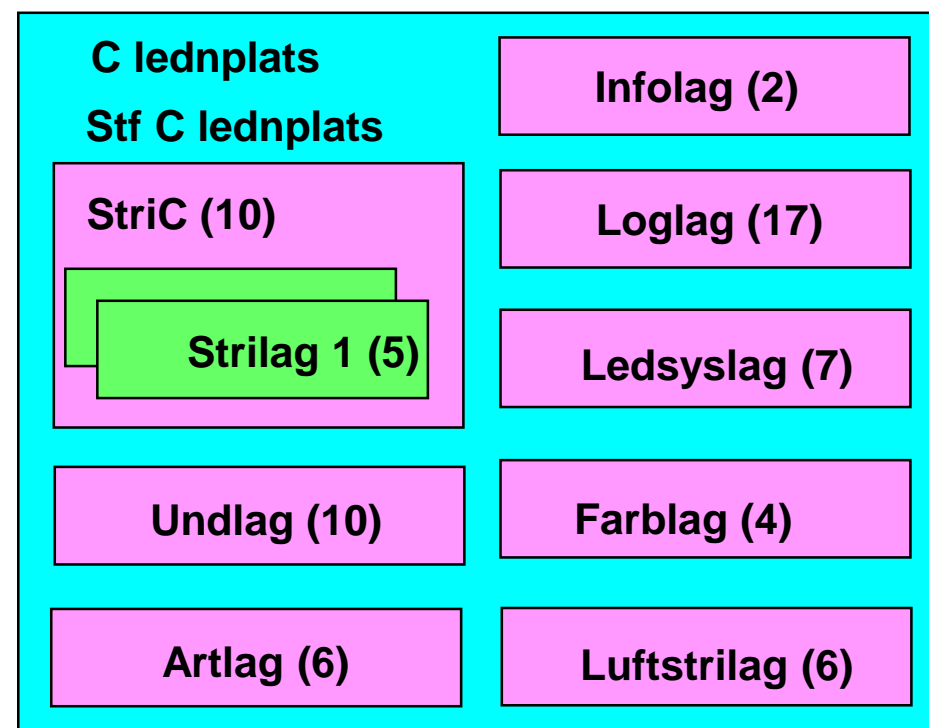 C lednplats
Stf C lednplats
StriC (10)
Strilag 1 (5)
Undlag (10)
Artlag (6)
Infolag (2)
Loglag (17)
Ledsyslag (7)
Farblag (4)
Luftstrilag (6)